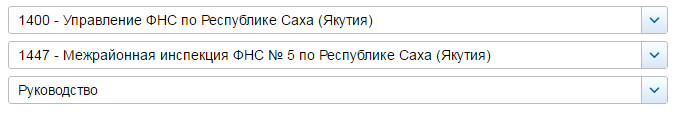 1400 - Управление ФНС по Республике Саха (Якутия)
1447 - Межрайонная инспекция ФНС № 5 по Республике Саха (Якутия)
Руководство